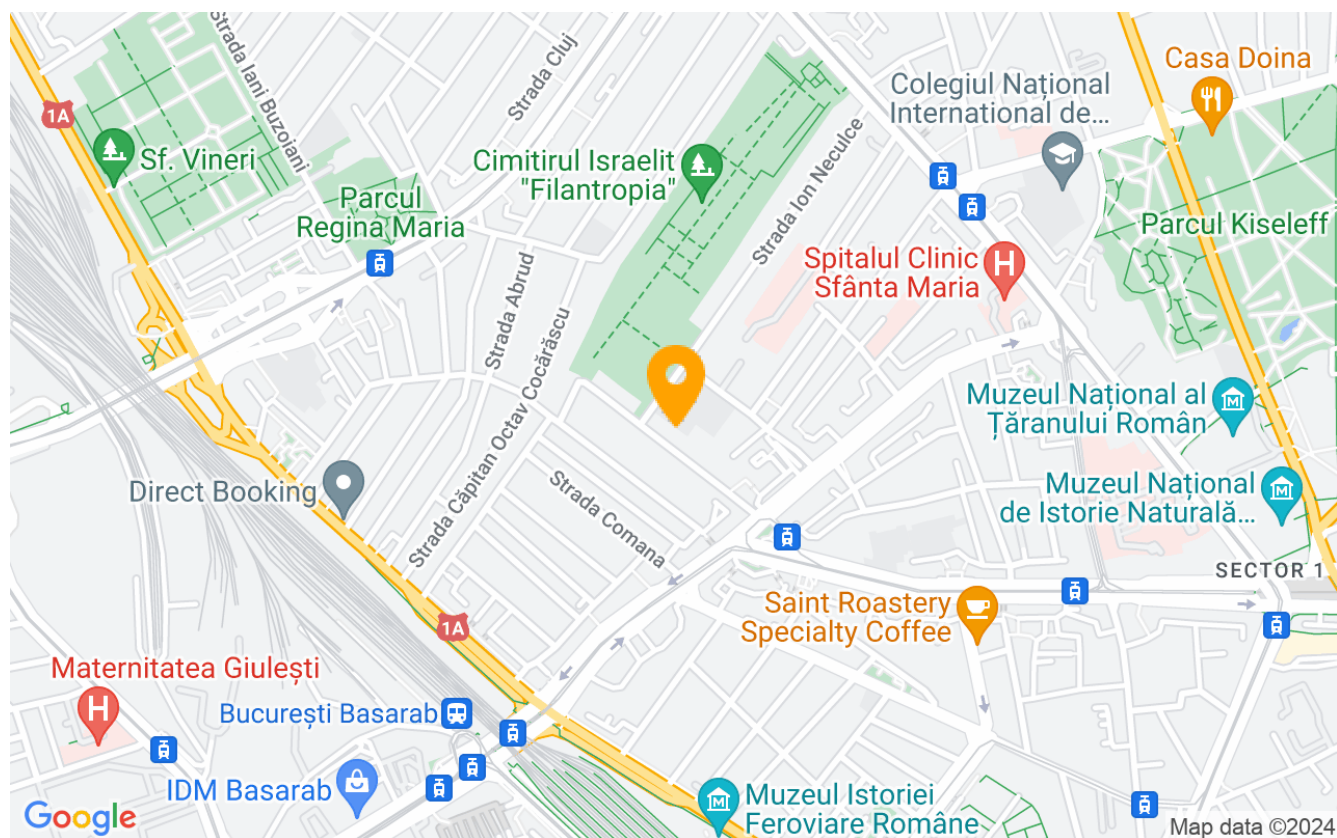 Strada Iani Buzoiani
Strada Cluj
Casa Doina
Colegiul Național
International de...
1A
Sf. Vineri
Cimitirul Israelit
"Filantropia"
Strada Ion Neculce
Parcul
Regina Maria
Parcul Kiseleff
Spitalul Clinic
Sfânta Maria
H
Strada Abrud
Strada Căpitan Octav Cocărăscu
Muzeul Național al
Țăranului Român
M
Direct Booking
Strada Comana
Muzeul Național
de Istorie Naturală...
M
SECTOR 1
Saint Roastery
Specialty Coffee
1A
Maternitatea Giulești
H
București Basarab
IDM Basarab
Muzeul Istoriei
Feroviare Române
M
Google
Map data ©2024